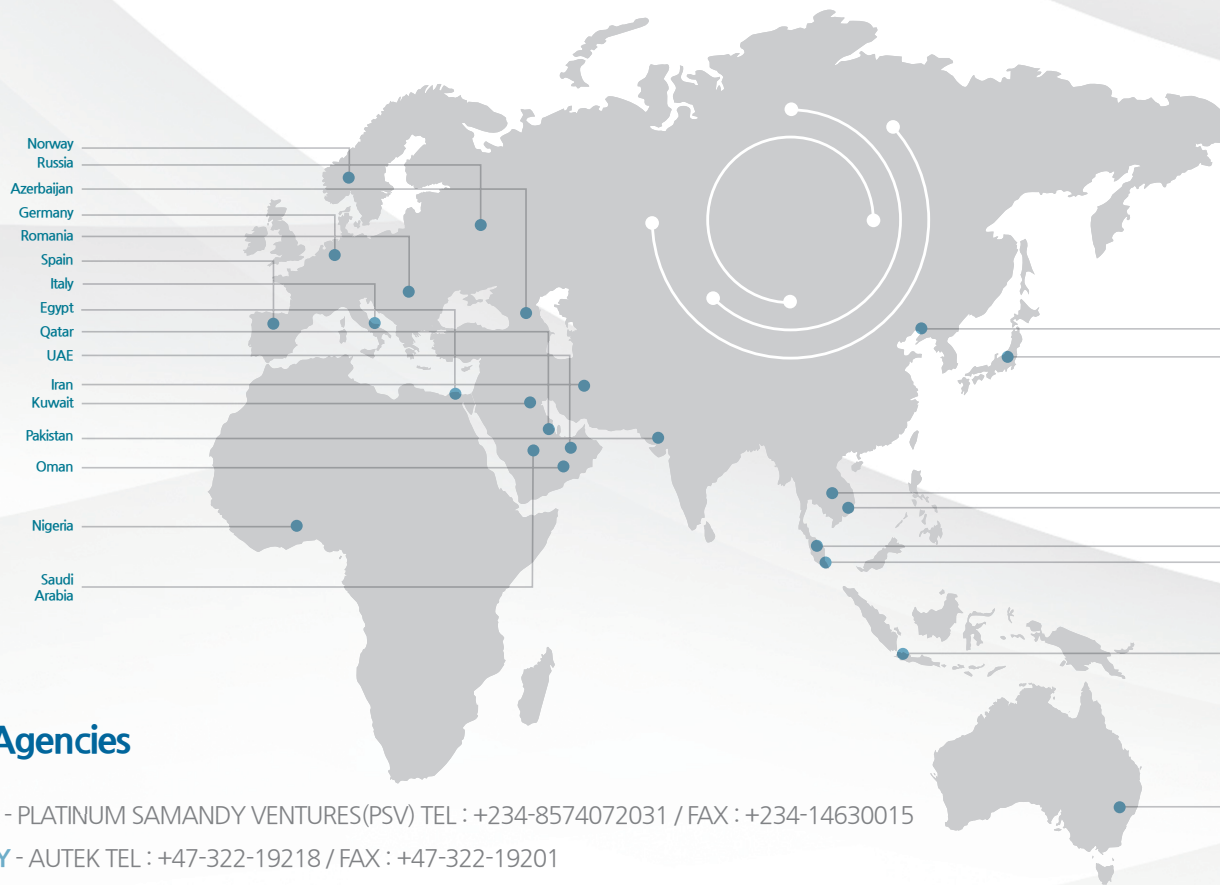 Norway
Russia
Azerbaijan
Germany
Romania
Spain
Italy
Egypt
Qatar
UAE
Iran
Kuwait
Pakistan
Oman
Nigeria
Saudi
Arabia
Agencies
- PLATINUM SAMANDY VENTURES(PSV) TEL : +234-8574072031 / FAX : +234-14630015
Y - AUTEK TEL : +47-322-19218 / FAX : +47-322-19201